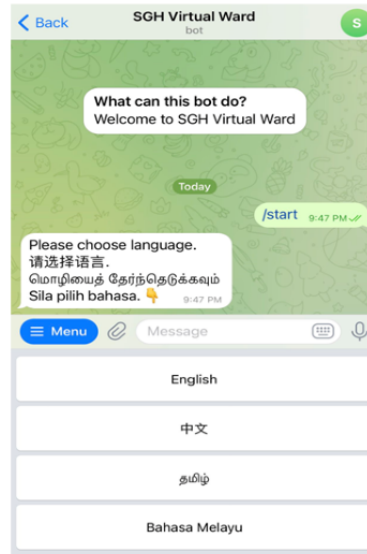 Back
SGH Virtual Ward
bot
S
What can this bot do?
Welcome to SGH Virtual Ward
Today
/start 9:47 PM
Please choose language.
请选择语言.
மொழியைத் தேர்ந்தெடுக்கவும்
Sila pilih bahasa. 👇 9:47 PM
Menu
Message
English
中文
தமிழ்
Bahasa Melayu